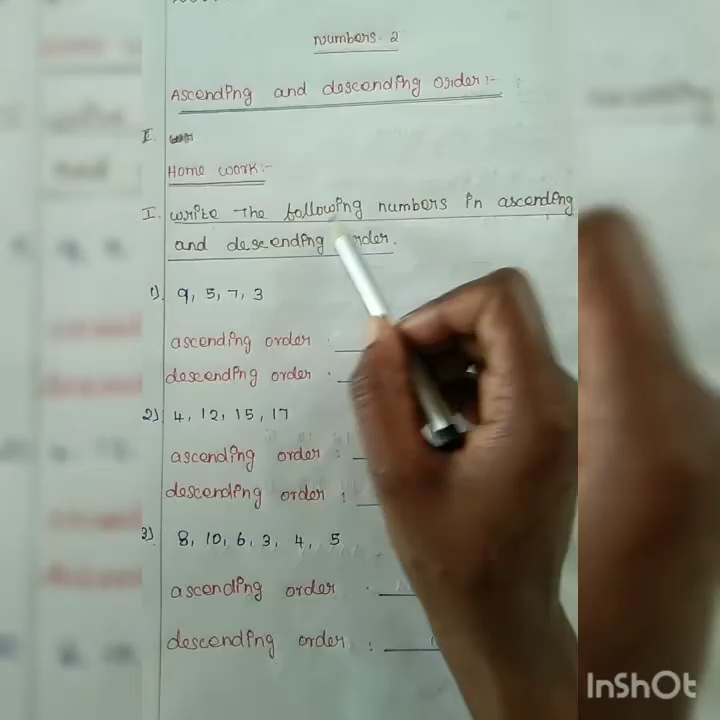 Numbers. 2
Ascending and descending order:-
I.
Home work:-
I. write the following numbers in ascending
and descending order.
1) 9, 5, 7, 3
ascending order :
descending order :
2) 4, 12, 15, 17
ascending order :
descending order :
3) 8, 10, 6, 3, 4, 5
ascending order :
descending order :
InShOt